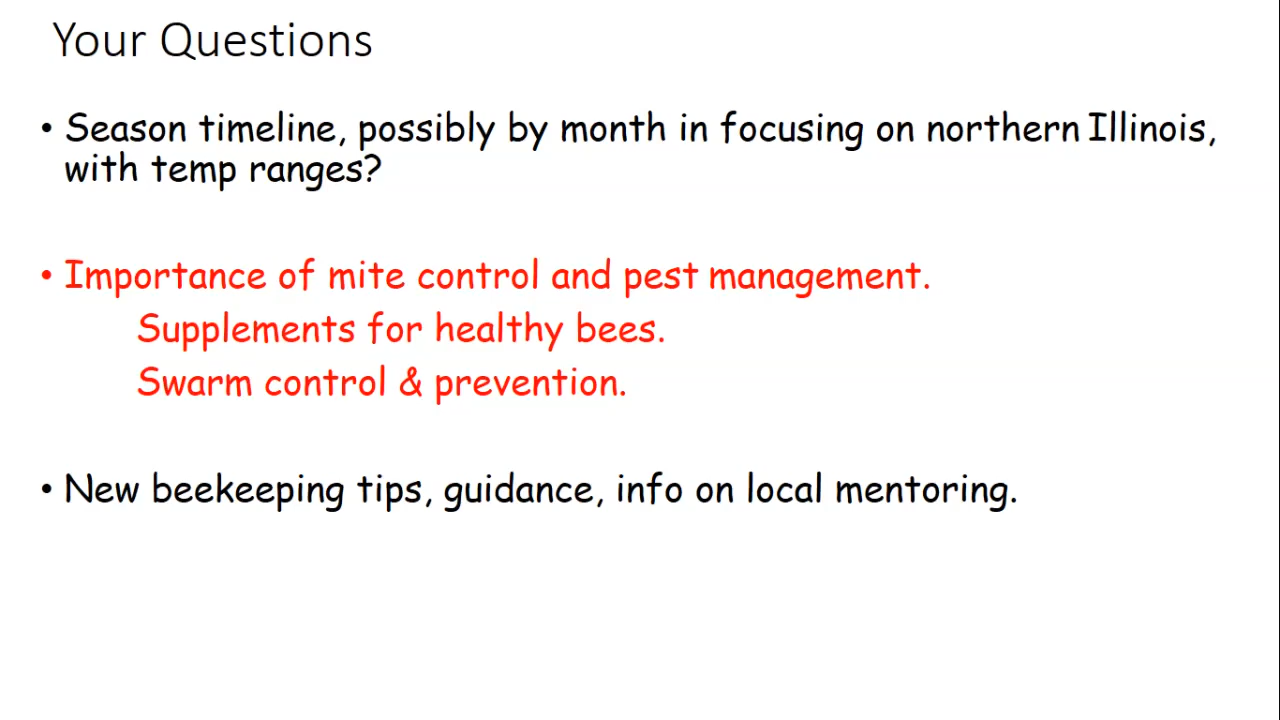 Your Questions
• Season timeline, possibly by month in focusing on northern Illinois,
with temp ranges?
• Importance of mite control and pest management.
Supplements for healthy bees.
Swarm control & prevention.
• New beekeeping tips, guidance, info on local mentoring.